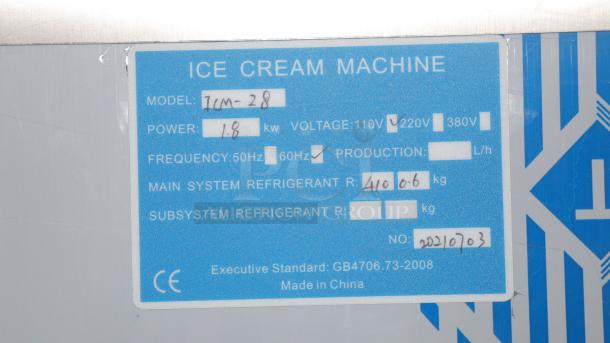 ICE CREAM MACHINE
MODEL: ICM-28
POWER: 1.8 kw VOLTAGE:110V ✓ 220V 380V
FREQUENCY:50Hz 60Hz ✓ PRODUCTION: L/h
MAIN SYSTEM REFRIGERANT R: 410 0.6 kg
SUBSYSTEM REFRIGERANT R: kg
NO: 20210703
CE Executive Standard: GB4706.73-2008
Made in China
PCI
GROUP